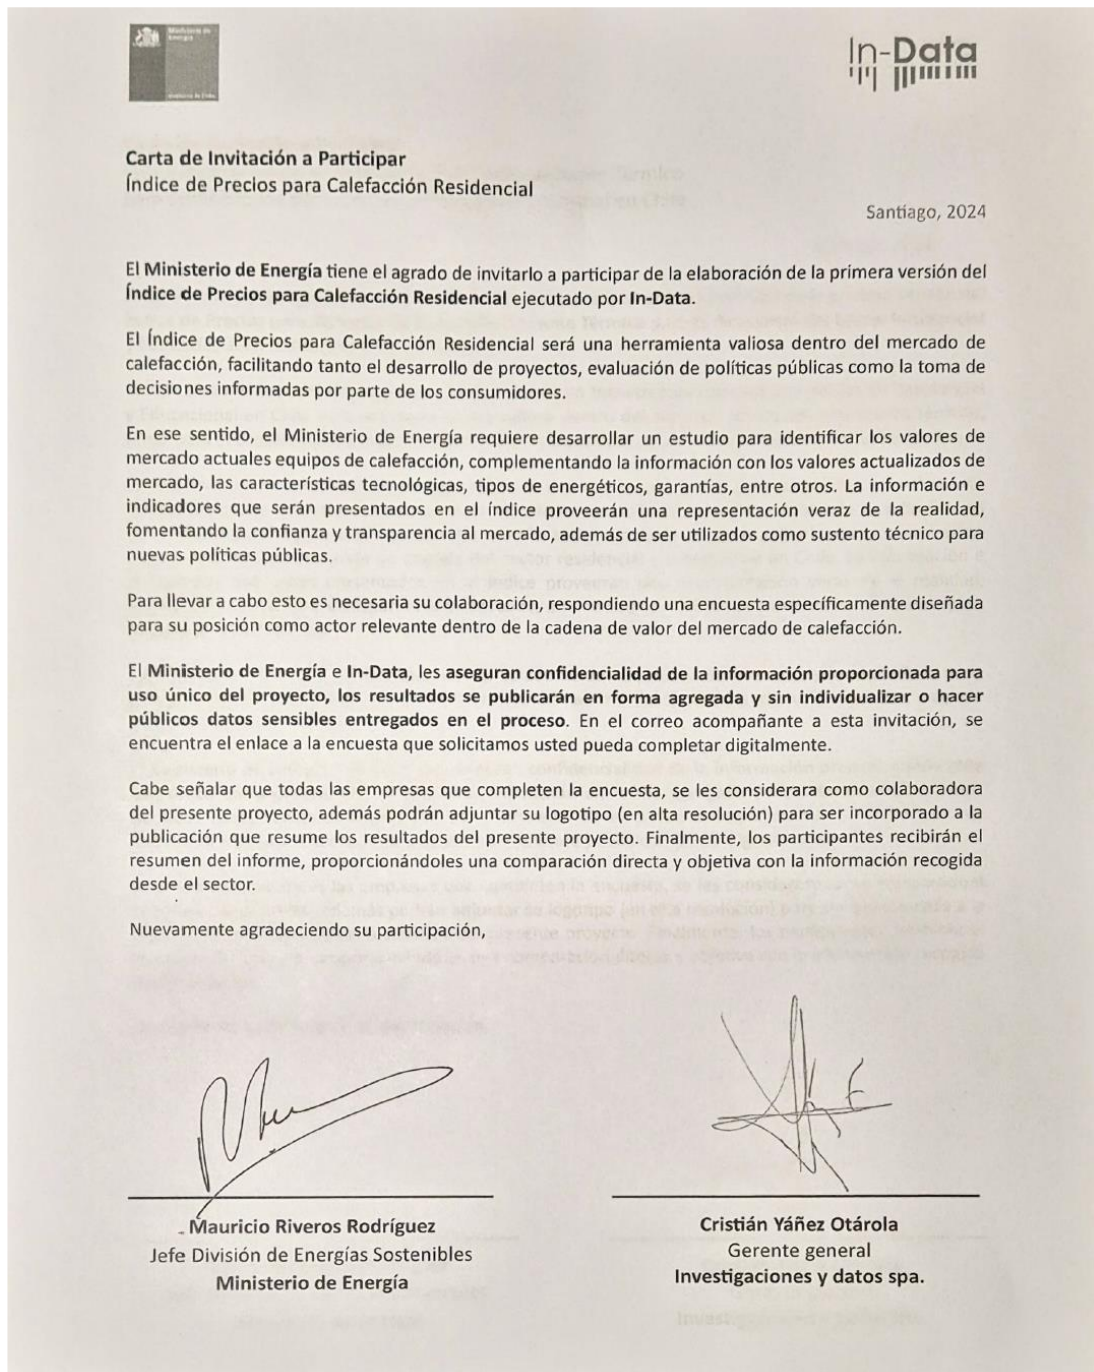 Ministerio de
Energía
Gobierno de Chile
In-Data
Carta de Invitación a Participar
Índice de Precios para Calefacción Residencial
Santiago, 2024
El Ministerio de Energía tiene el agrado de invitarlo a participar de la elaboración de la primera versión del
Índice de Precios para Calefacción Residencial ejecutado por In-Data.
El Índice de Precios para Calefacción Residencial será una herramienta valiosa dentro del mercado de
calefacción, facilitando tanto el desarrollo de proyectos, evaluación de políticas públicas como la toma de
decisiones informadas por parte de los consumidores.
En ese sentido, el Ministerio de Energía requiere desarrollar un estudio para identificar los valores de
mercado actuales equipos de calefacción, complementando la información con los valores actualizados de
mercado, las características tecnológicas, tipos de energéticos, garantías, entre otros. La información e
indicadores que serán presentados en el índice proveerán una representación veraz de la realidad,
fomentando la confianza y transparencia al mercado, además de ser utilizados como sustento técnico para
nuevas políticas públicas.
Para llevar a cabo esto es necesaria su colaboración, respondiendo una encuesta específicamente diseñada
para su posición como actor relevante dentro de la cadena de valor del mercado de calefacción.
El Ministerio de Energía e In-Data, les aseguran confidencialidad de la información proporcionada para
uso único del proyecto, los resultados se publicarán en forma agregada y sin individualizar o hacer
públicos datos sensibles entregados en el proceso. En el correo acompañante a esta invitación, se
encuentra el enlace a la encuesta que solicitamos usted pueda completar digitalmente.
Cabe señalar que todas las empresas que completen la encuesta, se les considerara como colaboradora
del presente proyecto, además podrán adjuntar su logotipo (en alta resolución) para ser incorporado a la
publicación que resume los resultados del presente proyecto. Finalmente, los participantes recibirán el
resumen del informe, proporcionándoles una comparación directa y objetiva con la información recogida
desde el sector.
Nuevamente agradeciendo su participación,
Mauricio Riveros Rodríguez
Jefe División de Energías Sostenibles
Ministerio de Energía
Cristián Yáñez Otárola
Gerente general
Investigaciones y datos spa.